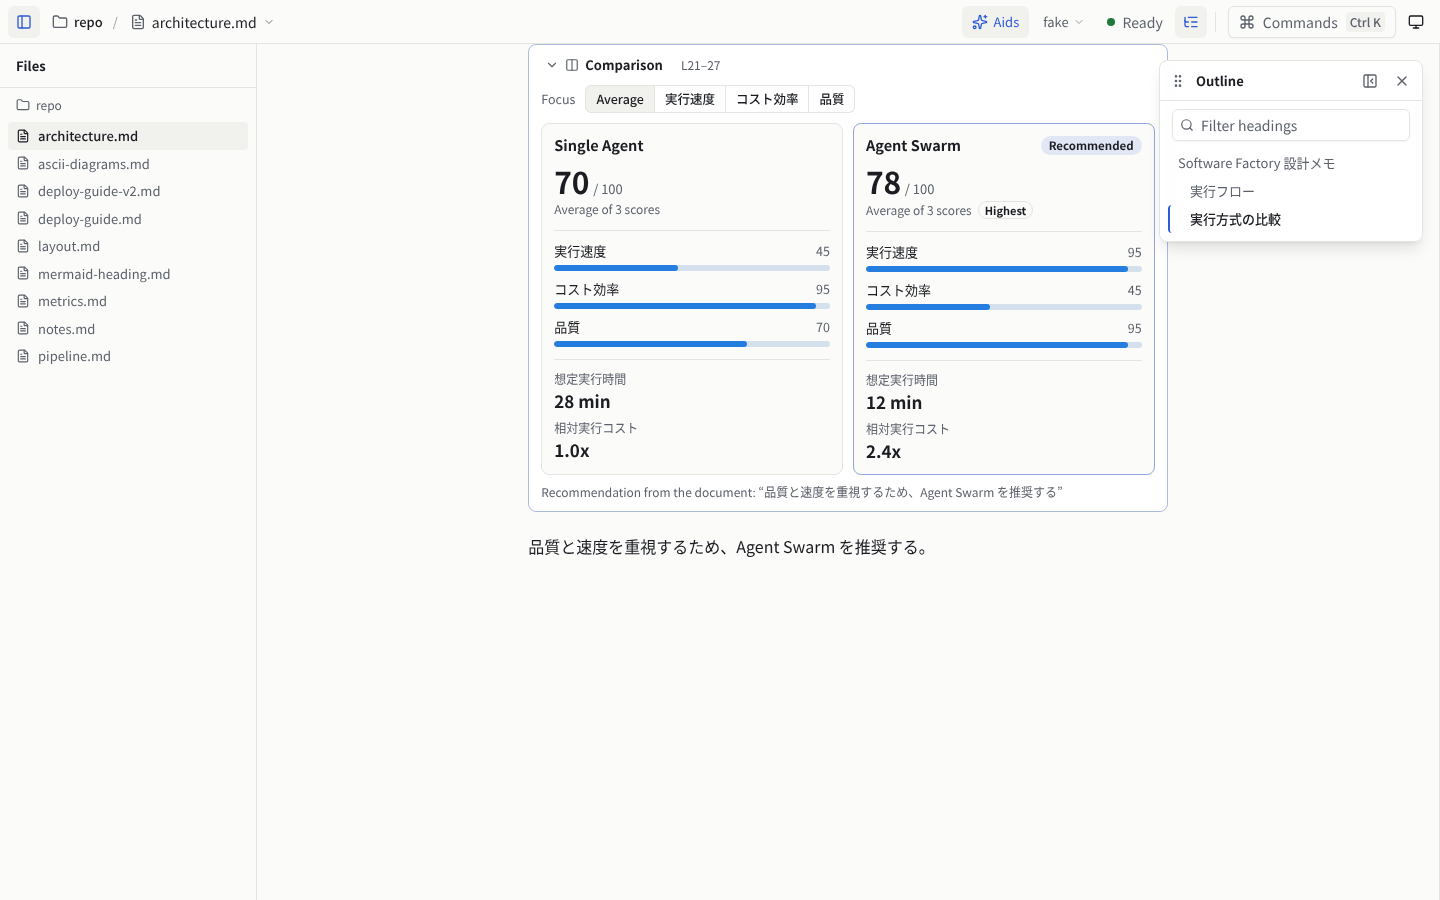 repo / architecture.md
Aids
fake
Ready
Commands
Ctrl K
Files
repo
architecture.md
ascii-diagrams.md
deploy-guide-v2.md
deploy-guide.md
layout.md
mermaid-heading.md
metrics.md
notes.md
pipeline.md
Comparison L21–27
Focus Average 実行速度 コスト効率 品質
Single Agent
70 / 100
Average of 3 scores
実行速度 45
コスト効率 95
品質 70
想定実行時間
28 min
相対実行コスト
1.0x
Agent Swarm Recommended
78 / 100
Average of 3 scores Highest
実行速度 95
コスト効率 45
品質 95
想定実行時間
12 min
相対実行コスト
2.4x
Recommendation from the document: “品質と速度を重視するため、Agent Swarm を推奨する”
品質と速度を重視するため、Agent Swarm を推奨する。
Outline
Filter headings
Software Factory 設計メモ
実行フロー
実行方式の比較